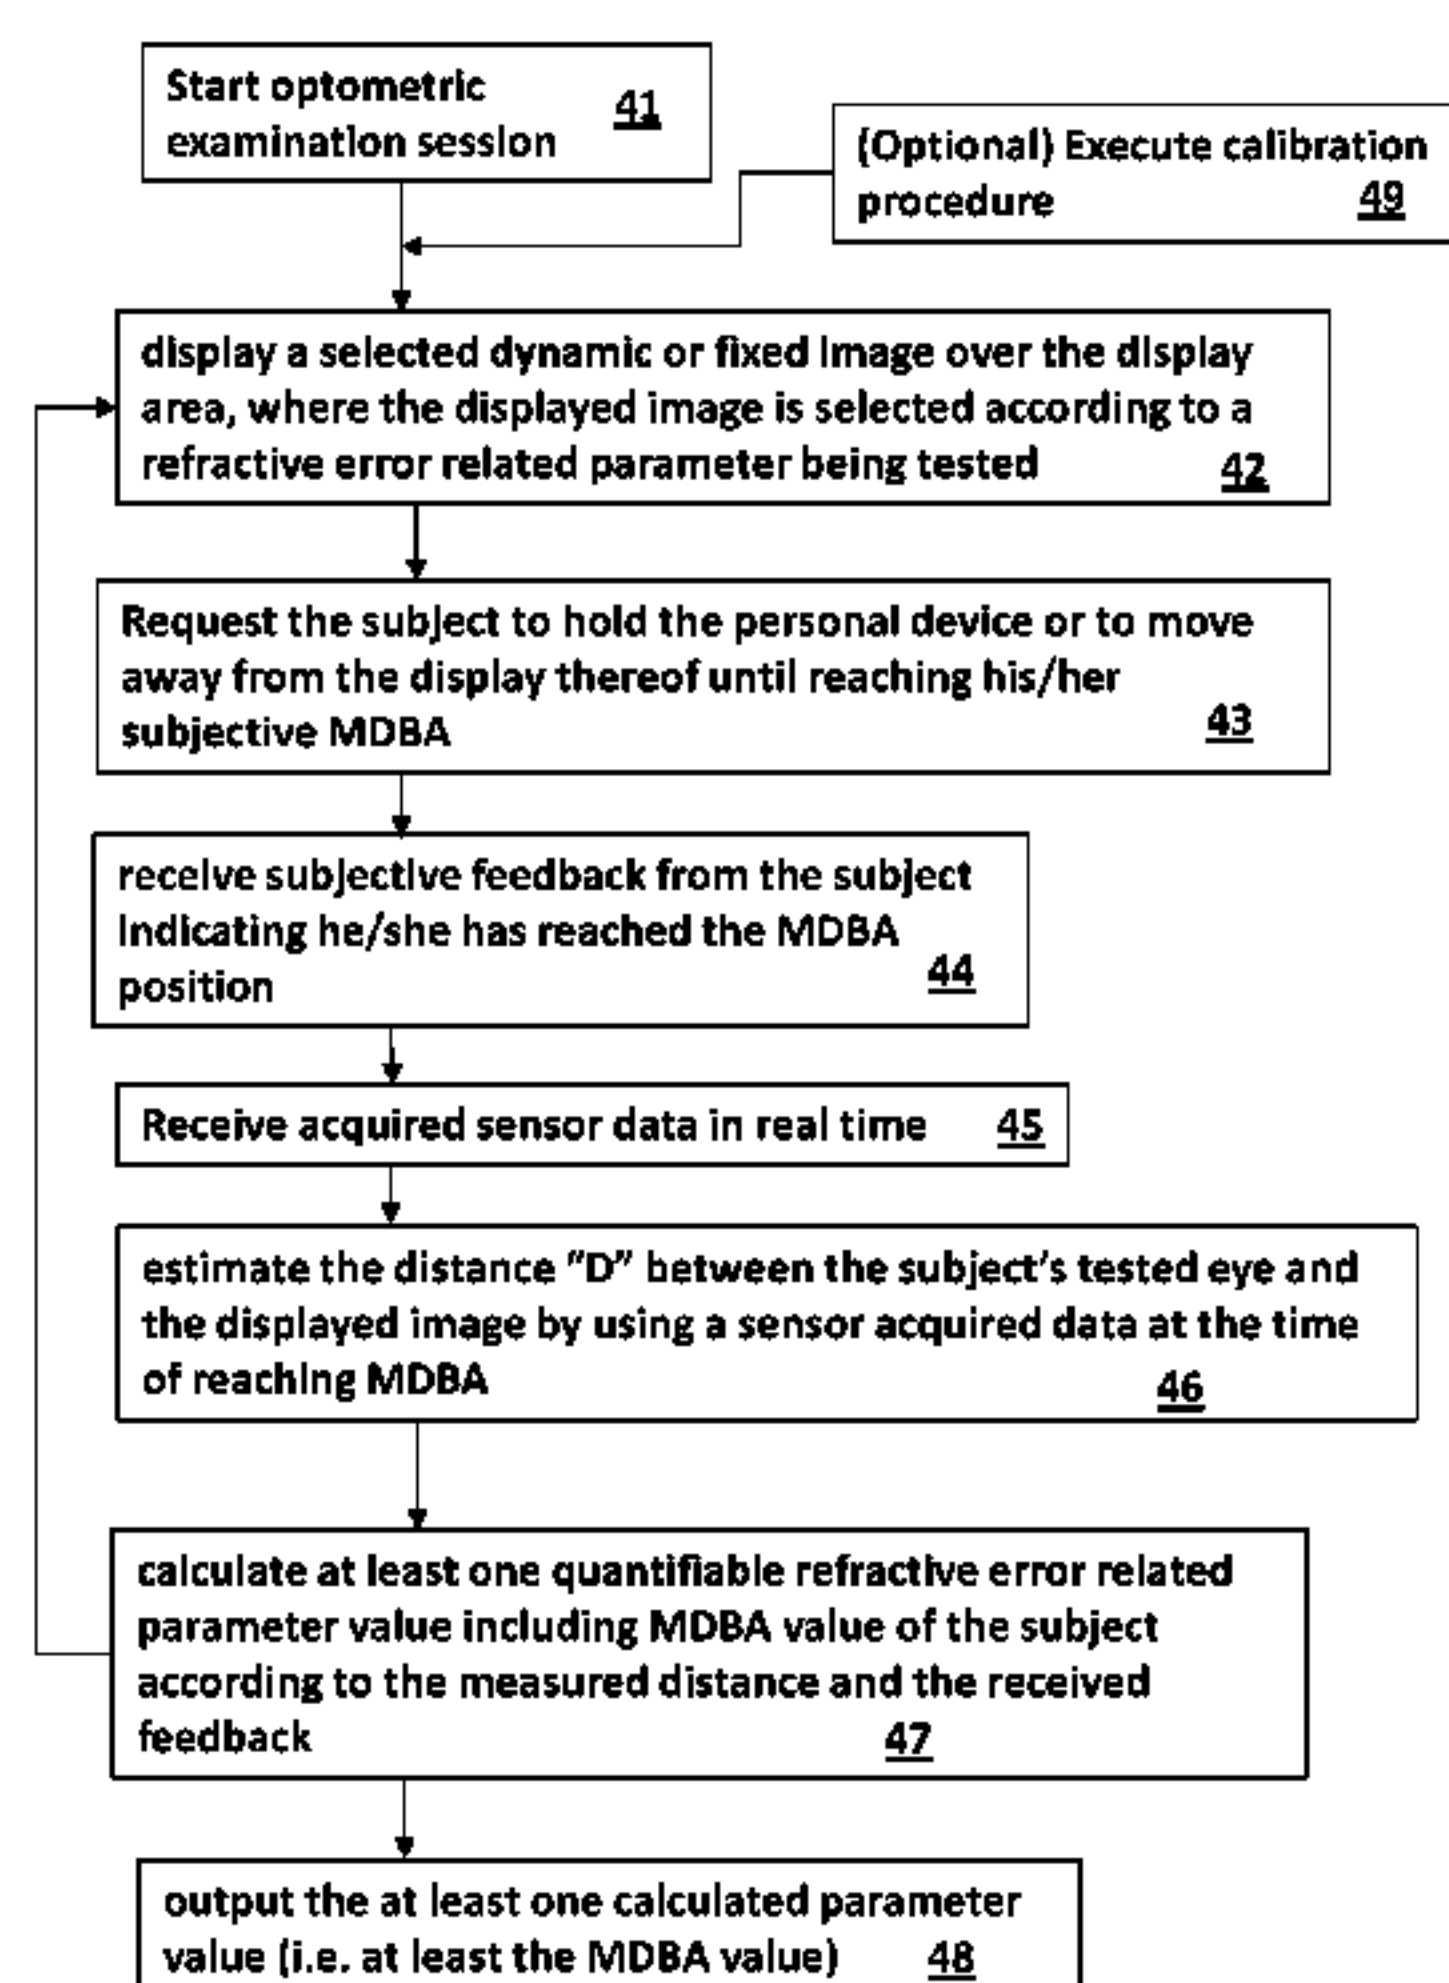 Start optometric
examination session
41
(Optional) Execute calibration
procedure
49
display a selected dynamic or fixed image over the display
area, where the displayed image is selected according to a
refractive error related parameter being tested
42
Request the subject to hold the personal device or to move
away from the display thereof until reaching his/her
subjective MDBA
43
receive subjective feedback from the subject
indicating he/she has reached the MDBA
position
44
Receive acquired sensor data in real time
45
estimate the distance “D” between the subject's tested eye and
the displayed image by using a sensor acquired data at the time
of reaching MDBA
46
calculate at least one quantifiable refractive error related
parameter value including MDBA value of the subject
according to the measured distance and the received
feedback
47
output the at least one calculated parameter
value (i.e. at least the MDBA value)
48